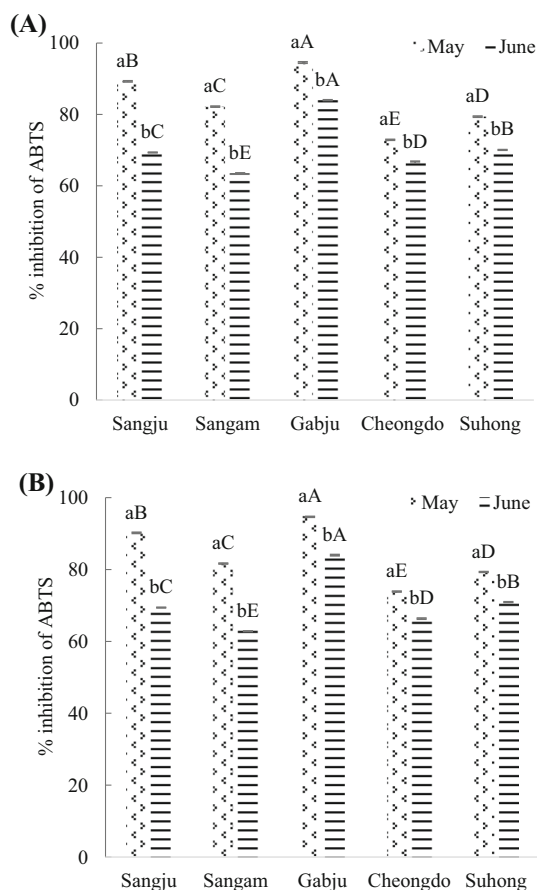 (A)
100
80
60
40
20
0
% inhibition of ABTS
May
June
aB
bC
aC
bE
aA
bA
aE
bD
aD
bB
Sangju Sangam Gabju Cheongdo Suhong
(B)
100
80
60
40
20
0
% inhibition of ABTS
May
June
aB
bC
aC
bE
aA
bA
aE
bD
aD
bB
Sangju Sangam Gabju Cheongdo Suhong